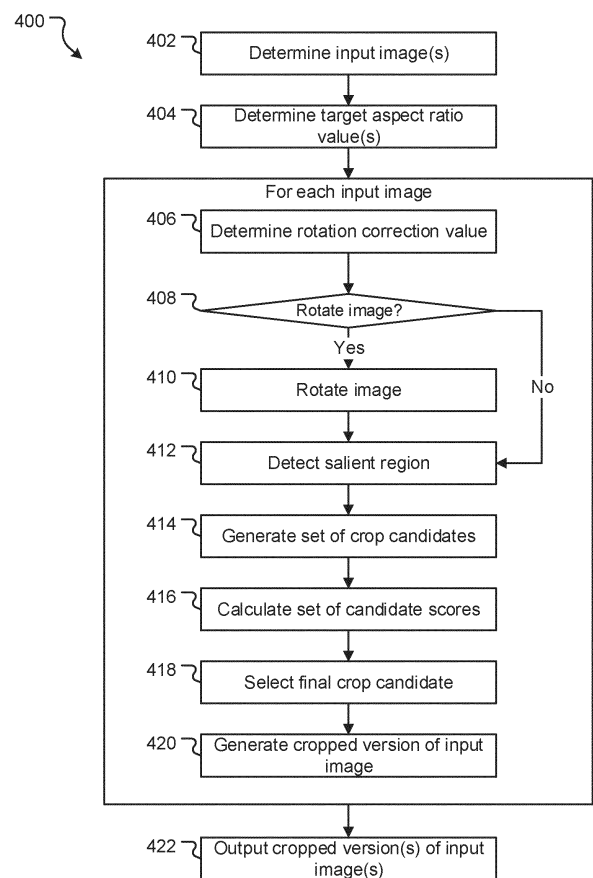 400
402
Determine input image(s)
404
Determine target aspect ratio
value(s)
For each input image
406
Determine rotation correction value
408
Rotate image?
Yes
No
410
Rotate image
412
Detect salient region
414
Generate set of crop candidates
416
Calculate set of candidate scores
418
Select final crop candidate
420
Generate cropped version of input
image
422
Output cropped version(s) of input
image(s)